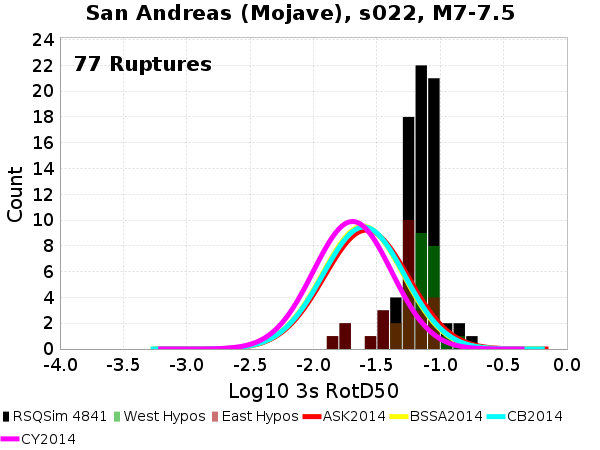 San Andreas (Mojave), s022, M7-7.5
77 Ruptures
Count
24
22
20
18
16
14
12
10
8
6
4
2
0
-4.0 -3.5 -3.0 -2.5 -2.0 -1.5 -1.0 -0.5 0.0
Log10 3s RotD50
RSQSim 4841 West Hypos East Hypos ASK2014 BSSA2014 CB2014
CY2014